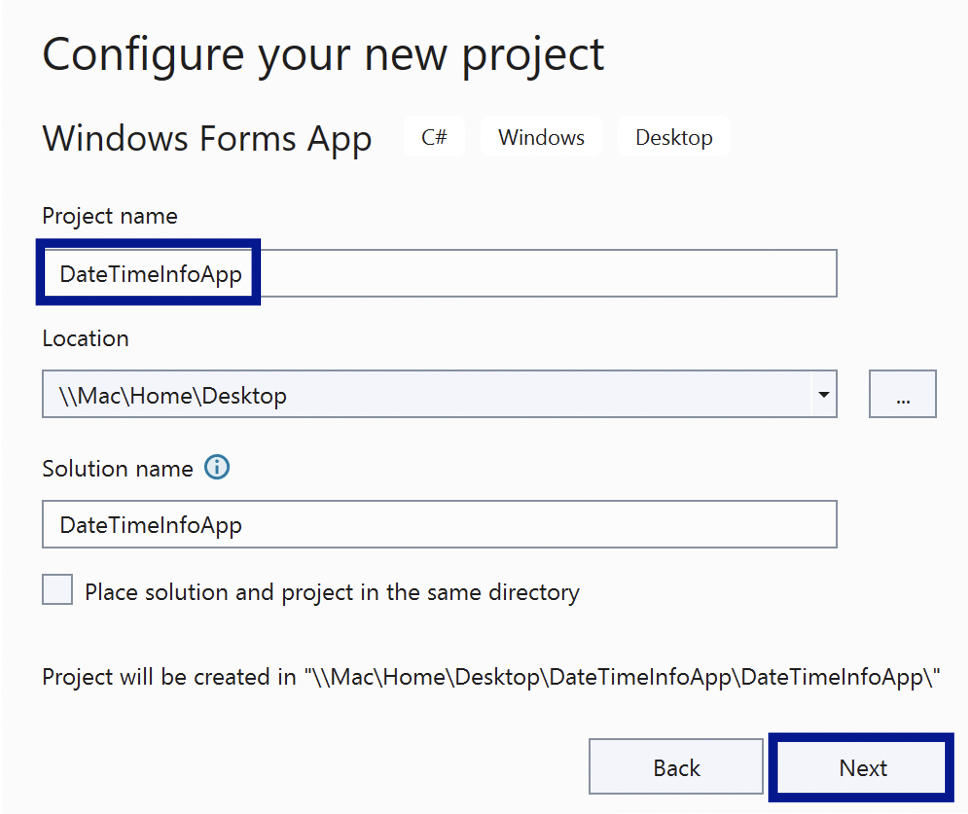 Configure your new project
Windows Forms App C# Windows Desktop
Project name
DateTimeInfoApp
Location
\\Mac\Home\Desktop ...
Solution name
DateTimeInfoApp
Place solution and project in the same directory
Project will be created in "\\Mac\Home\Desktop\DateTimeInfoApp\DateTimeInfoApp\"
Back Next